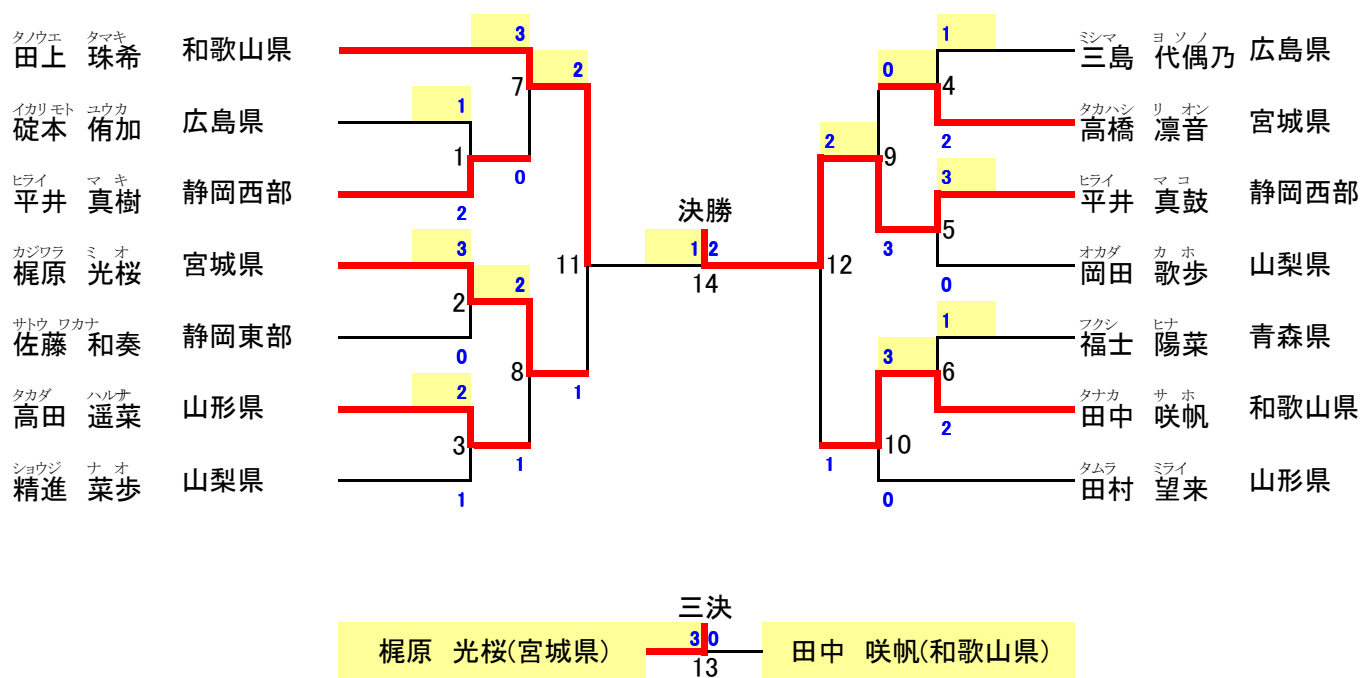 3
1
タノウエ タマキ
田上 珠希 和歌山県
ミシマ ヨソノ
三島 代偶乃 広島県
2
0
7
4
イカリモト ユウカ
碇本 侑加 広島県
1
タカハシ リオン
高橋 凛音 宮城県
2
2
1
9
ヒライ マキ
平井 真樹 静岡西部
0
3
ヒライ マコ
平井 真鼓 静岡西部
2
決勝
3
5
カジワラ ミオ
梶原 光桜 宮城県
3
11
1 2
12
オカダ カホ
岡田 歌歩 山梨県
2
14
0
2
サトウ ワカナ
佐藤 和奏 静岡東部
1
フクシ ヒナ
福士 陽菜 青森県
0
3
8
6
タカダ ハルナ
高田 遥菜 山形県
2
1
タナカ サホ
田中 咲帆 和歌山県
2
3
10
ショウジ ナオ
精進 菜歩 山梨県
1
1
タムラ ミライ
田村 望来 山形県
1
0
三決
梶原 光桜(宮城県) 3 0 田中 咲帆(和歌山県)
13